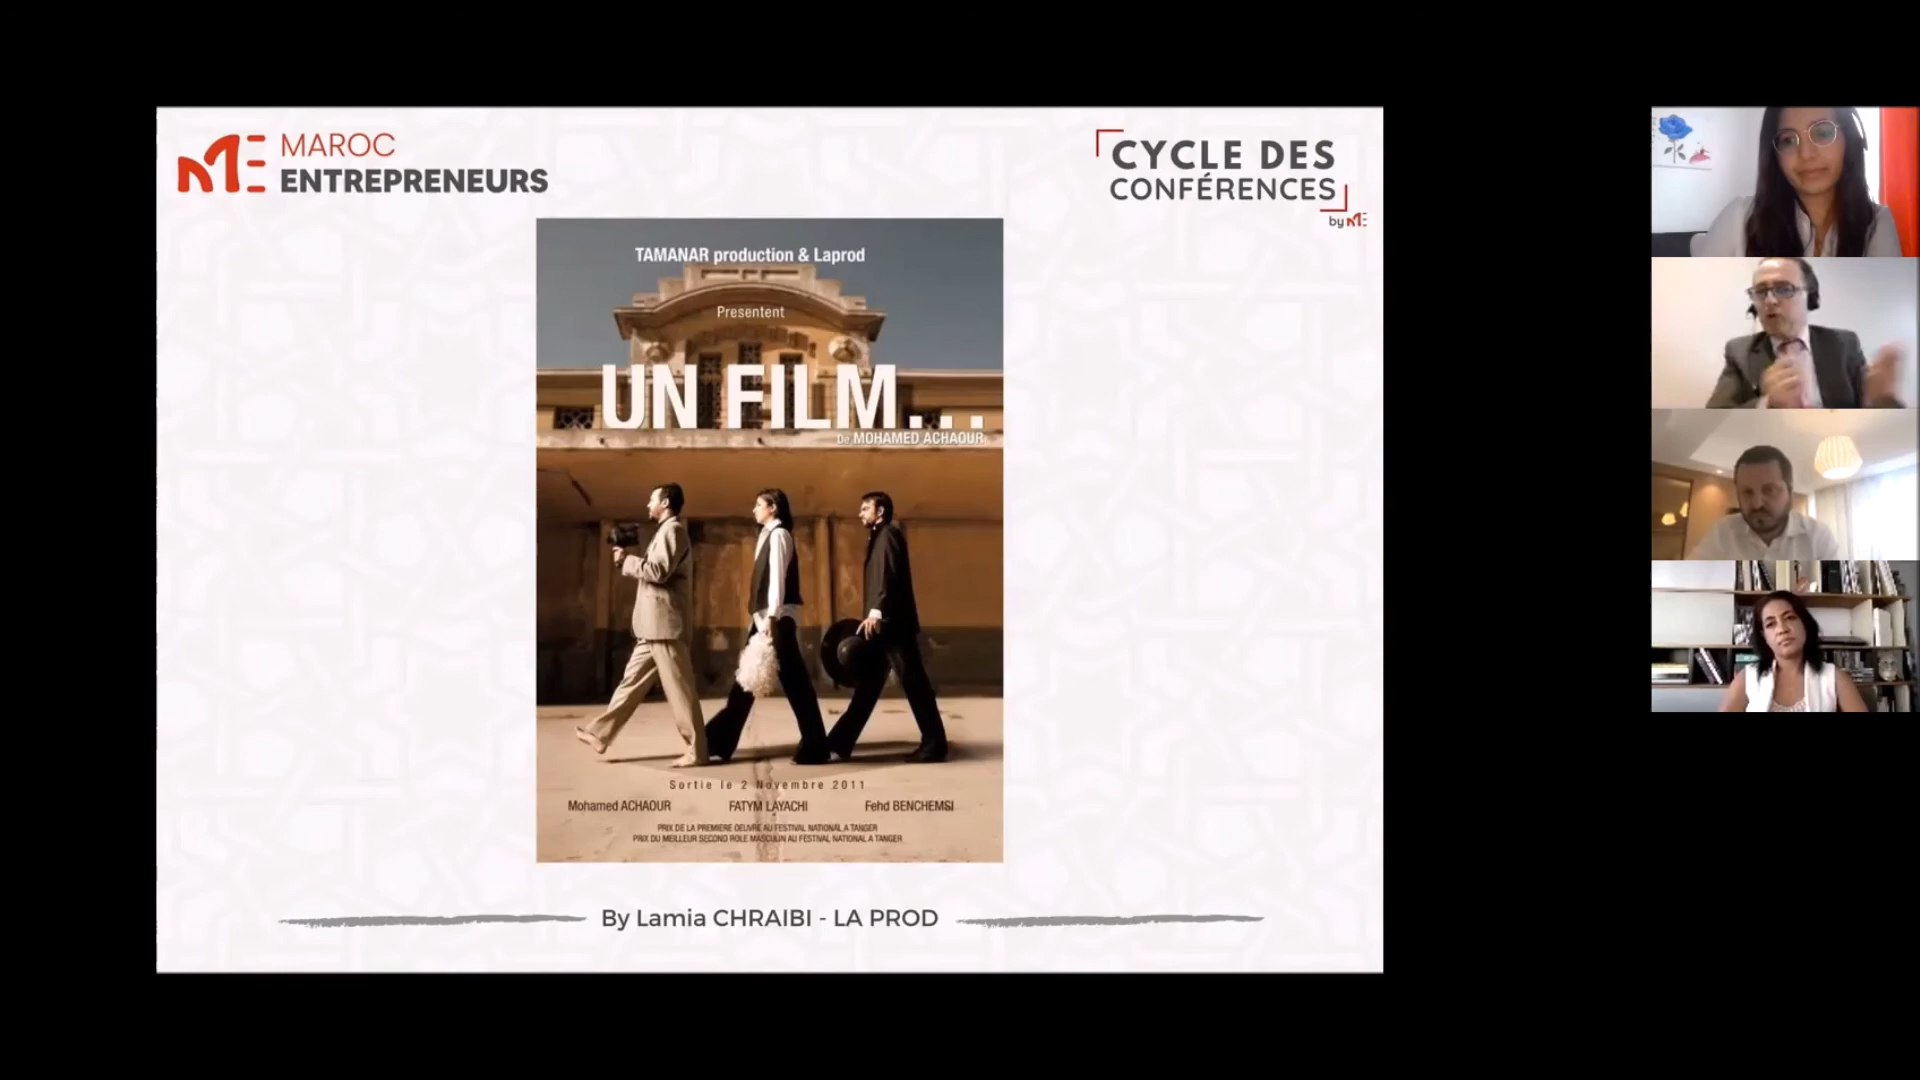 MAROC
ENTREPRENEURS
CYCLE DES
CONFÉRENCES
by ME
TAMANAR production & Laprod
Presentent
UN FILM...
De MOHAMED ACHAOUR
Sortie le 2 Novembre 2011
Mohamed ACHAOUR FATYM LAYACHI Fehd BENCHEMSI
PRIX DE LA PREMIERE OEUVRE AU FESTIVAL NATIONAL A TANGER
PRIX DU MEILLEUR SECOND ROLE MASCULIN AU FESTIVAL NATIONAL A TANGER
By Lamia CHRAIBI - LA PROD